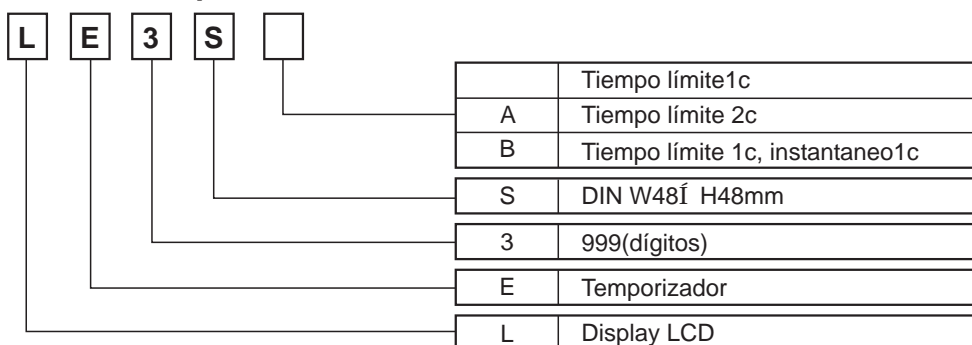 L E 3 S
Tiempo límite1c
A Tiempo límite 2c
B Tiempo límite 1c, instantaneo1c
S DIN W48Í H48mm
3 999(dígitos)
E Temporizador
L Display LCD